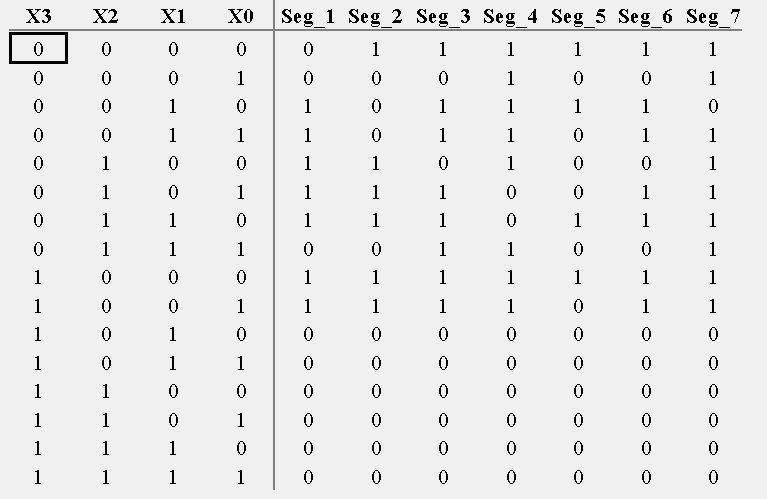 X3 X2 X1 X0 Seg_1 Seg_2 Seg_3 Seg_4 Seg_5 Seg_6 Seg_7
0 0 0 0 0 1 1 1 1 1 1
0 0 0 1 0 0 0 1 0 0 1
0 0 1 0 1 0 1 1 1 1 0
0 0 1 1 1 0 1 1 0 1 1
0 1 0 0 1 1 0 1 0 0 1
0 1 0 1 1 1 1 0 0 1 1
0 1 1 0 1 1 1 0 1 1 1
0 1 1 1 0 0 1 1 0 0 1
1 0 0 0 1 1 1 1 1 1 1
1 0 0 1 1 1 1 1 0 1 1
1 0 1 0 0 0 0 0 0 0 0
1 0 1 1 0 0 0 0 0 0 0
1 1 0 0 0 0 0 0 0 0 0
1 1 0 1 0 0 0 0 0 0 0
1 1 1 0 0 0 0 0 0 0 0
1 1 1 1 0 0 0 0 0 0 0